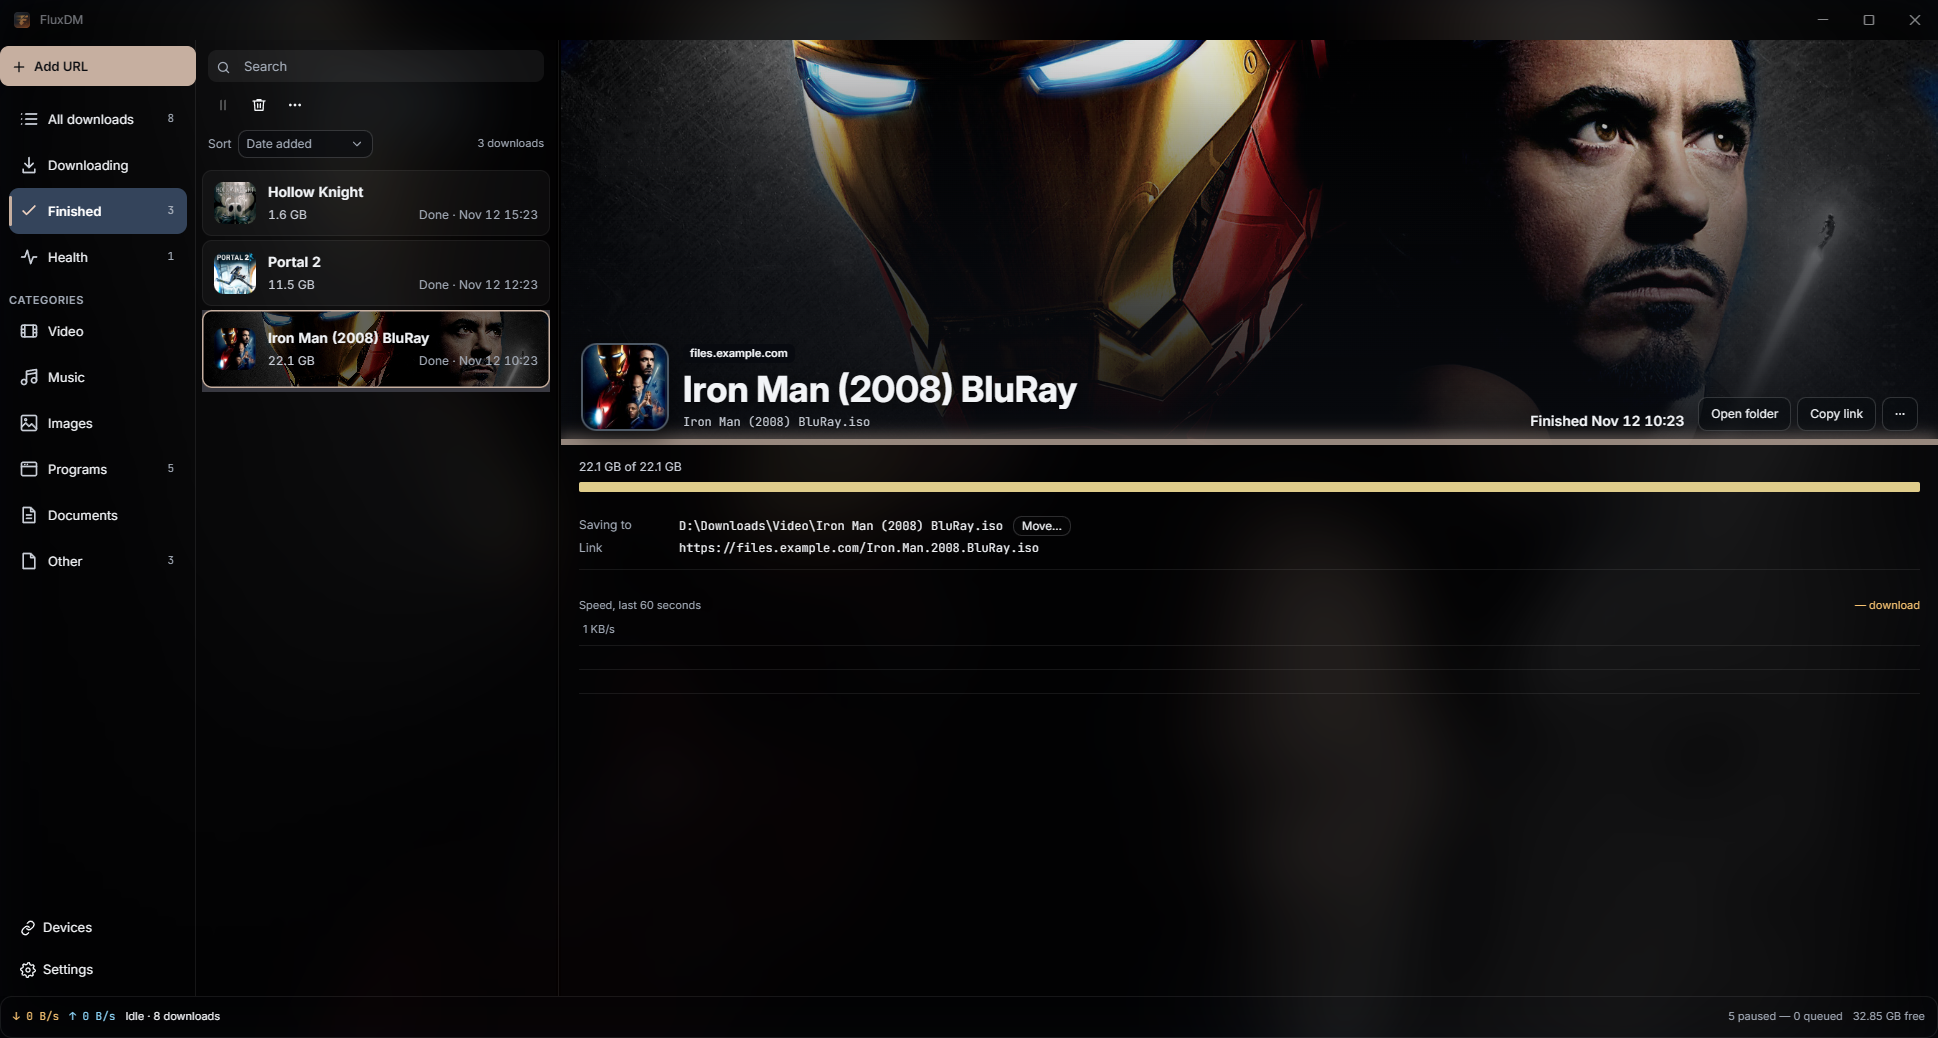 FluxDM
Add URL
All downloads 8
Downloading
Finished 3
Health 1
CATEGORIES
Video
Music
Images
Programs 5
Documents
Other 3
Devices
Settings
Search
Sort Date added 3 downloads
Hollow Knight
1.6 GB Done · Nov 12 15:23
PORTAL 2
Portal 2
11.5 GB Done · Nov 12 12:23
Iron Man (2008) BluRay
22.1 GB Done · Nov 12 10:23
files.example.com
Iron Man (2008) BluRay
Iron Man (2008) BluRay.iso
Finished Nov 12 10:23 Open folder Copy link ...
22.1 GB of 22.1 GB
Saving to D:\Downloads\Video\Iron Man (2008) BluRay.iso Move...
Link https://files.example.com/Iron.Man.2008.BluRay.iso
Speed, last 60 seconds — download
1 KB/s
↓ 0 B/s ↑ 0 B/s Idle · 8 downloads 5 paused — 0 queued 32.85 GB free